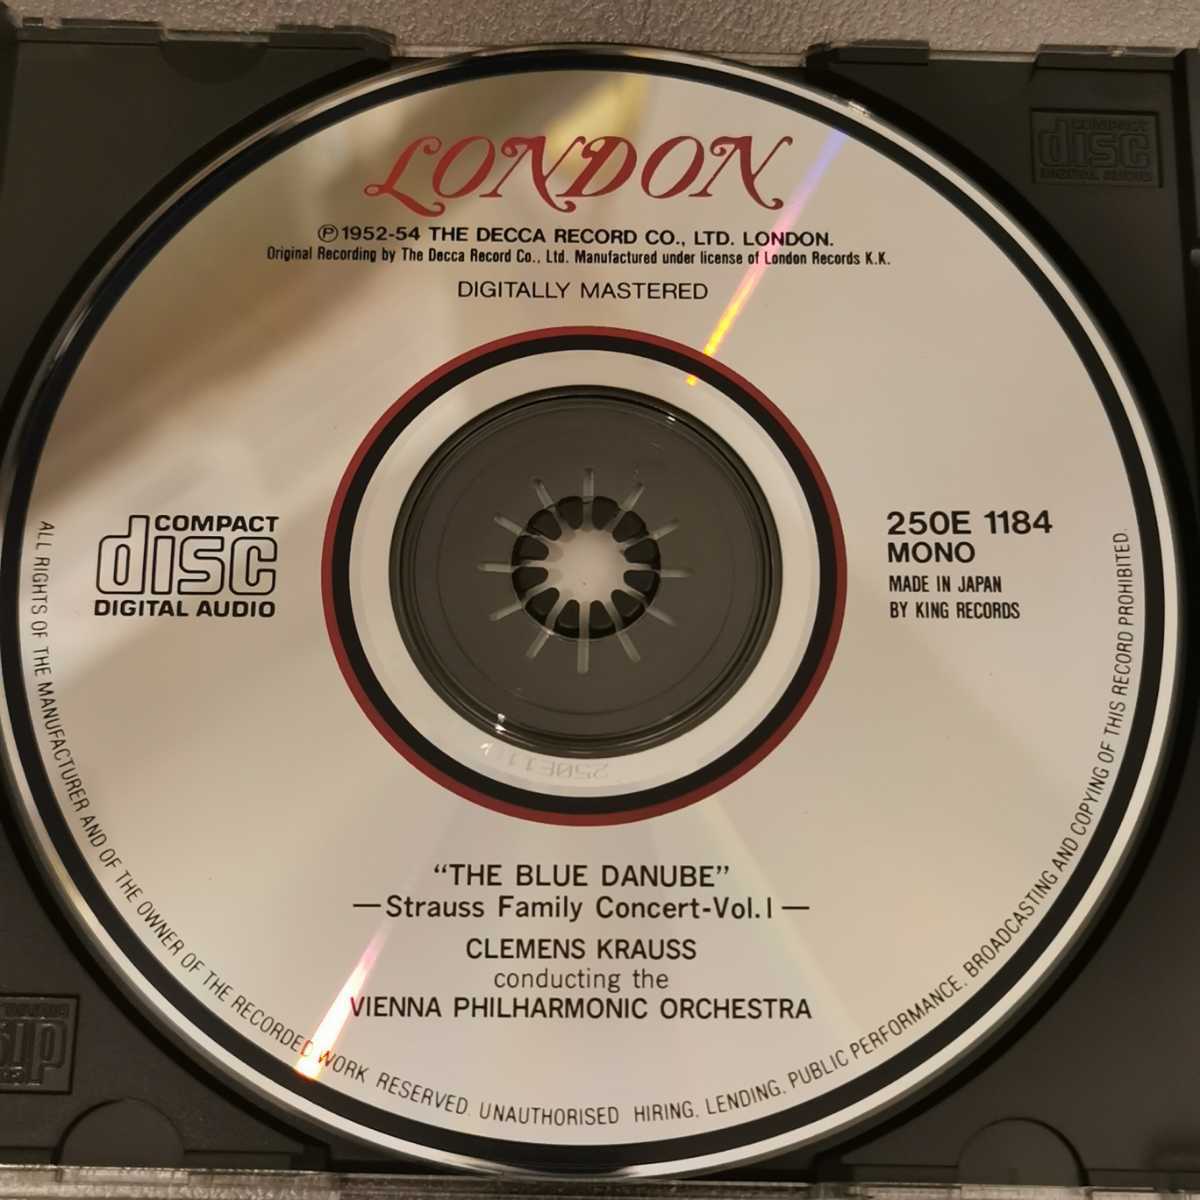 LONDON
Ⓟ1952-54 THE DECCA RECORD CO., LTD. LONDON.
Original Recording by The Decca Record Co., Ltd. Manufactured under license of London Records K.K.
DIGITALLY MASTERED
COMPACT
disc
DIGITAL AUDIO
250E 1184
MONO
MADE IN JAPAN
BY KING RECORDS
"THE BLUE DANUBE"
—Strauss Family Concert-Vol. I—
CLEMENS KRAUSS
conducting the
VIENNA PHILHARMONIC ORCHESTRA
ALL RIGHTS OF THE MANUFACTURER AND OF THE OWNER OF THE RECORDED WORK RESERVED. UNAUTHORISED HIRING, LENDING, PUBLIC PERFORMANCE, BROADCASTING AND COPYING OF THIS RECORD PROHIBITED.
COMPACT
disc
DIGITAL AUDIO